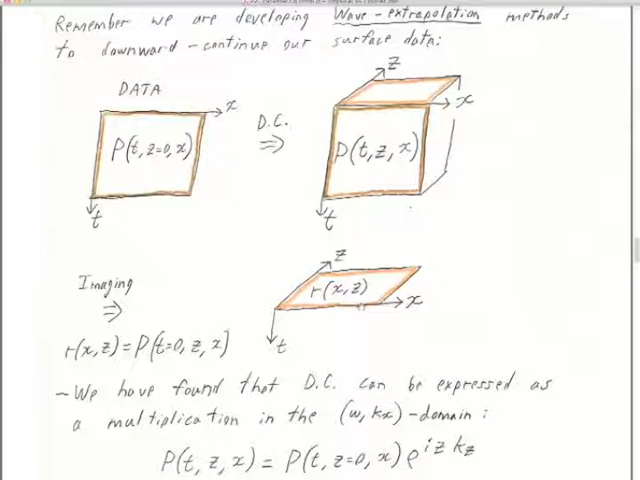 Remember we are developing Wave-extrapolation methods
to downward-continue our surface data:
DATA
x
P(t, z=0, x)
t
D.C.
⇒
z
x
P(t, z, x)
t
Imaging
⇒
r(x,z) = P(t=0, z, x)
z
r(x,z)
x
t
- We have found that D.C. can be expressed as
a multiplication in the (w, kx)-domain:
P(t, z, x) = P(t, z=0, x) e^{iz kz}